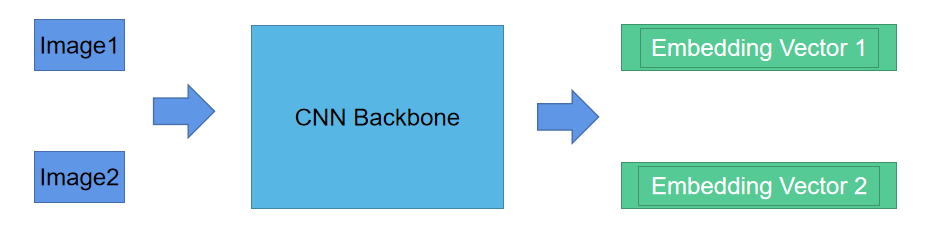 Image1
Image2
CNN Backbone
Embedding Vector 1
Embedding Vector 2